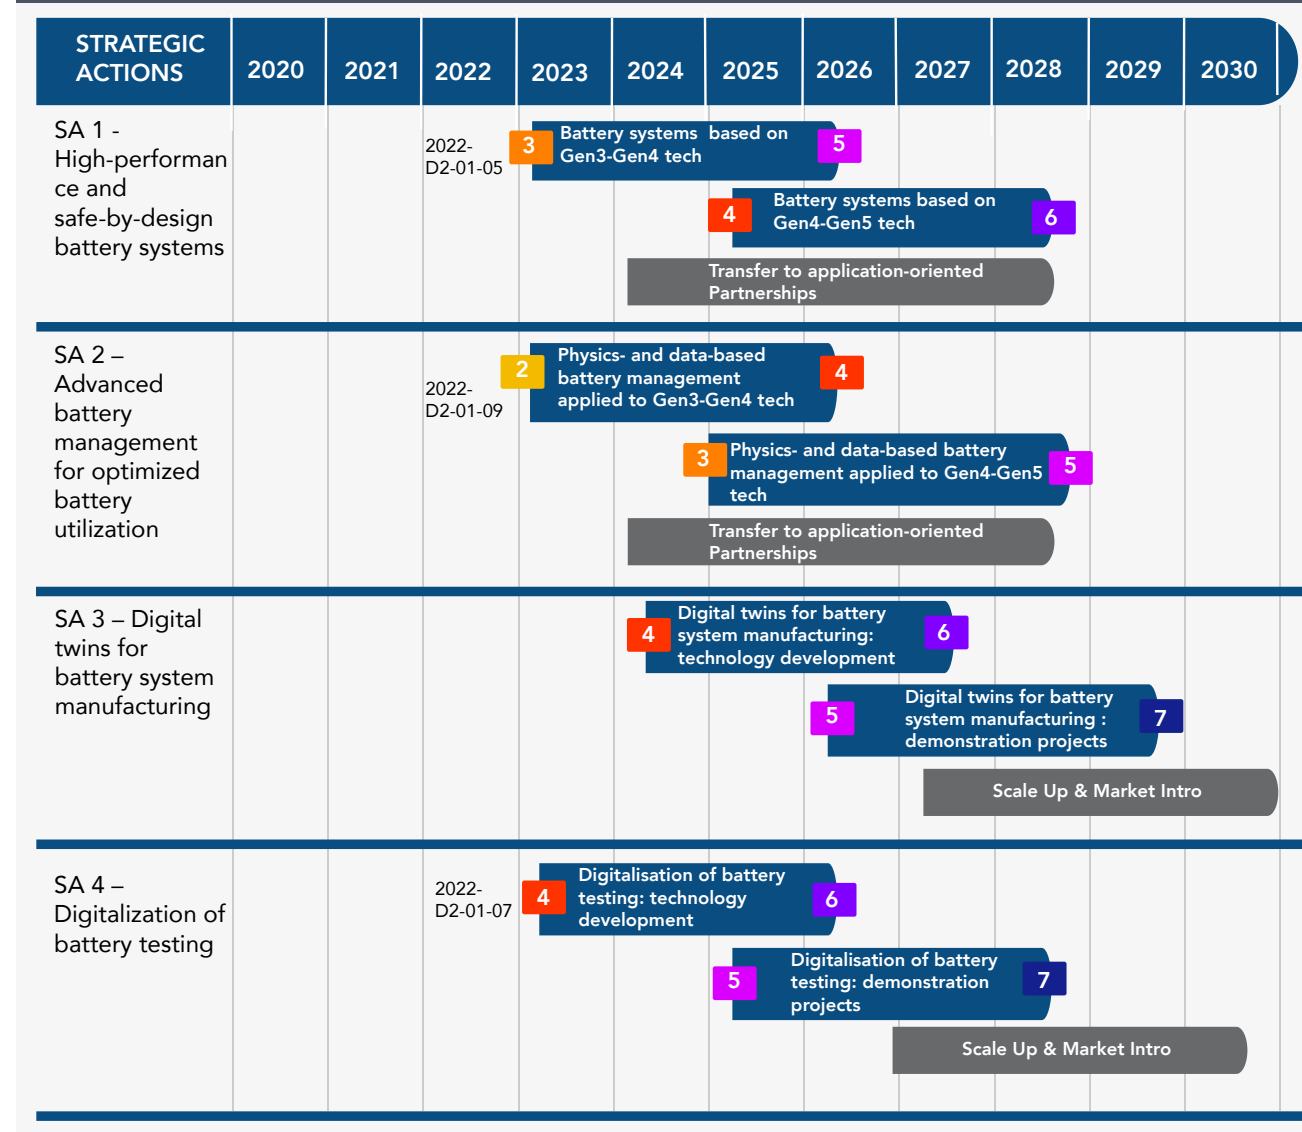 STRATEGIC
ACTIONS
2020
2021
2022
2023
2024
2025
2026
2027
2028
2029
2030
SA 1 -
High-performan
ce and
safe-by-design
battery systems
2022-
D2-01-05
3
Battery systems based on
Gen3-Gen4 tech
5
4
Battery systems based on
Gen4-Gen5 tech
6
Transfer to application-oriented
Partnerships
SA 2 –
Advanced
battery
management
for optimized
battery
utilization
2022-
D2-01-09
2
Physics- and data-based
battery management
applied to Gen3-Gen4 tech
4
3
Physics- and data-based battery
management applied to Gen4-Gen5
tech
5
Transfer to application-oriented
Partnerships
SA 3 – Digital
twins for
battery system
manufacturing
4
Digital twins for battery
system manufacturing:
technology development
6
5
Digital twins for battery
system manufacturing :
demonstration projects
7
Scale Up & Market Intro
SA 4 –
Digitalization of
battery testing
2022-
D2-01-07
4
Digitalisation of battery
testing: technology
development
6
5
Digitalisation of battery
testing: demonstration
projects
7
Scale Up & Market Intro